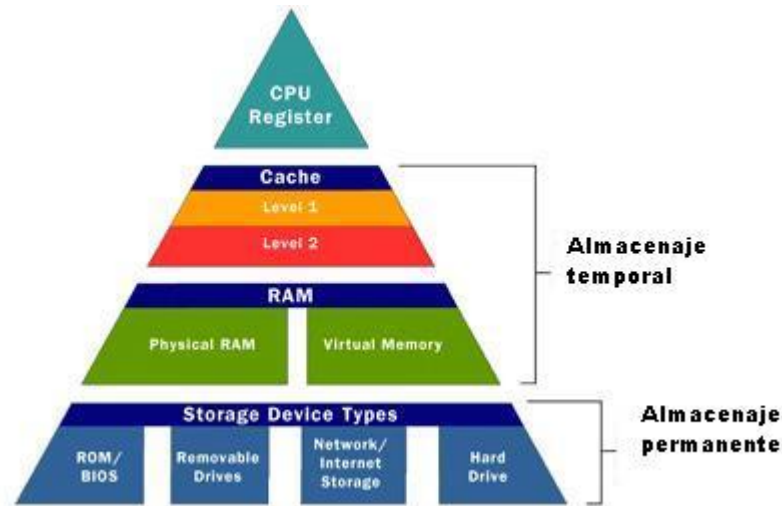 CPU
Register
Cache
Level 1
Level 2
Almacenaje
temporal
RAM
Physical RAM
Virtual Memory
Storage Device Types
Almacenaje
permanente
ROM/
BIOS
Removable
Drives
Network/
Internet
Storage
Hard
Drive